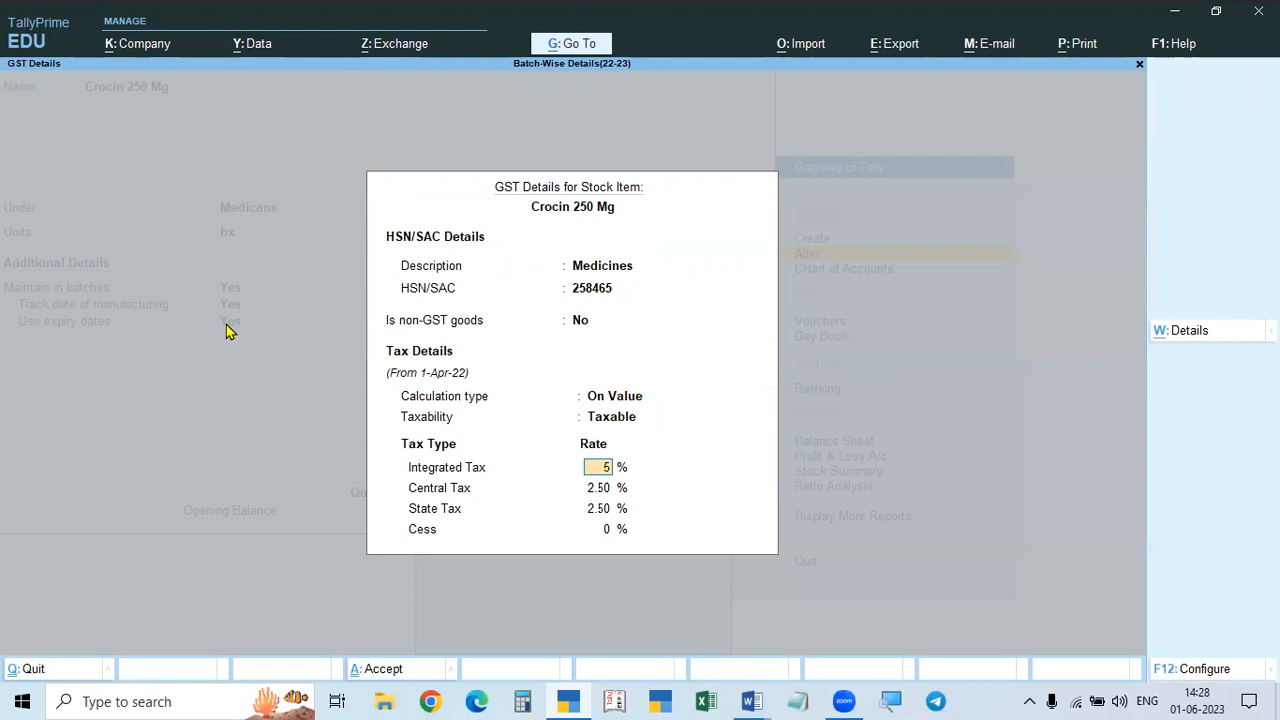 TallyPrime
EDU
MANAGE
K: Company
Y: Data
Z: Exchange
G: Go To
O: Import
E: Export
M: E-mail
P: Print
F1: Help
GST Details
Batch-Wise Details(22-23)
Name : Crocin 250 Mg
Under : Medicans
Units : bx
Additional Details
Maintain in batches : Yes
Track date of manufacturing : Yes
Use expiry dates : Yes
Opening Balance :
GST Details for Stock Item:
Crocin 250 Mg
HSN/SAC Details
Description : Medicines
HSN/SAC : 258465
Is non-GST goods : No
Tax Details
(From 1-Apr-22)
Calculation type : On Value
Taxability : Taxable
Tax Type Rate
Integrated Tax 5 %
Central Tax 2.50 %
State Tax 2.50 %
Cess 0 %
Gateway of Tally
Create
Alter
CHart of Accounts
Vouchers
Day BooK
RaNking
Balance Sheet
Profit & Loss A/c
Stock Summary
Ratio Analysis
Display More Reports
Quit
W: Details
Q: Quit
A: Accept
F12: Configure
Type here to search
ENG
14:28
01-06-2023